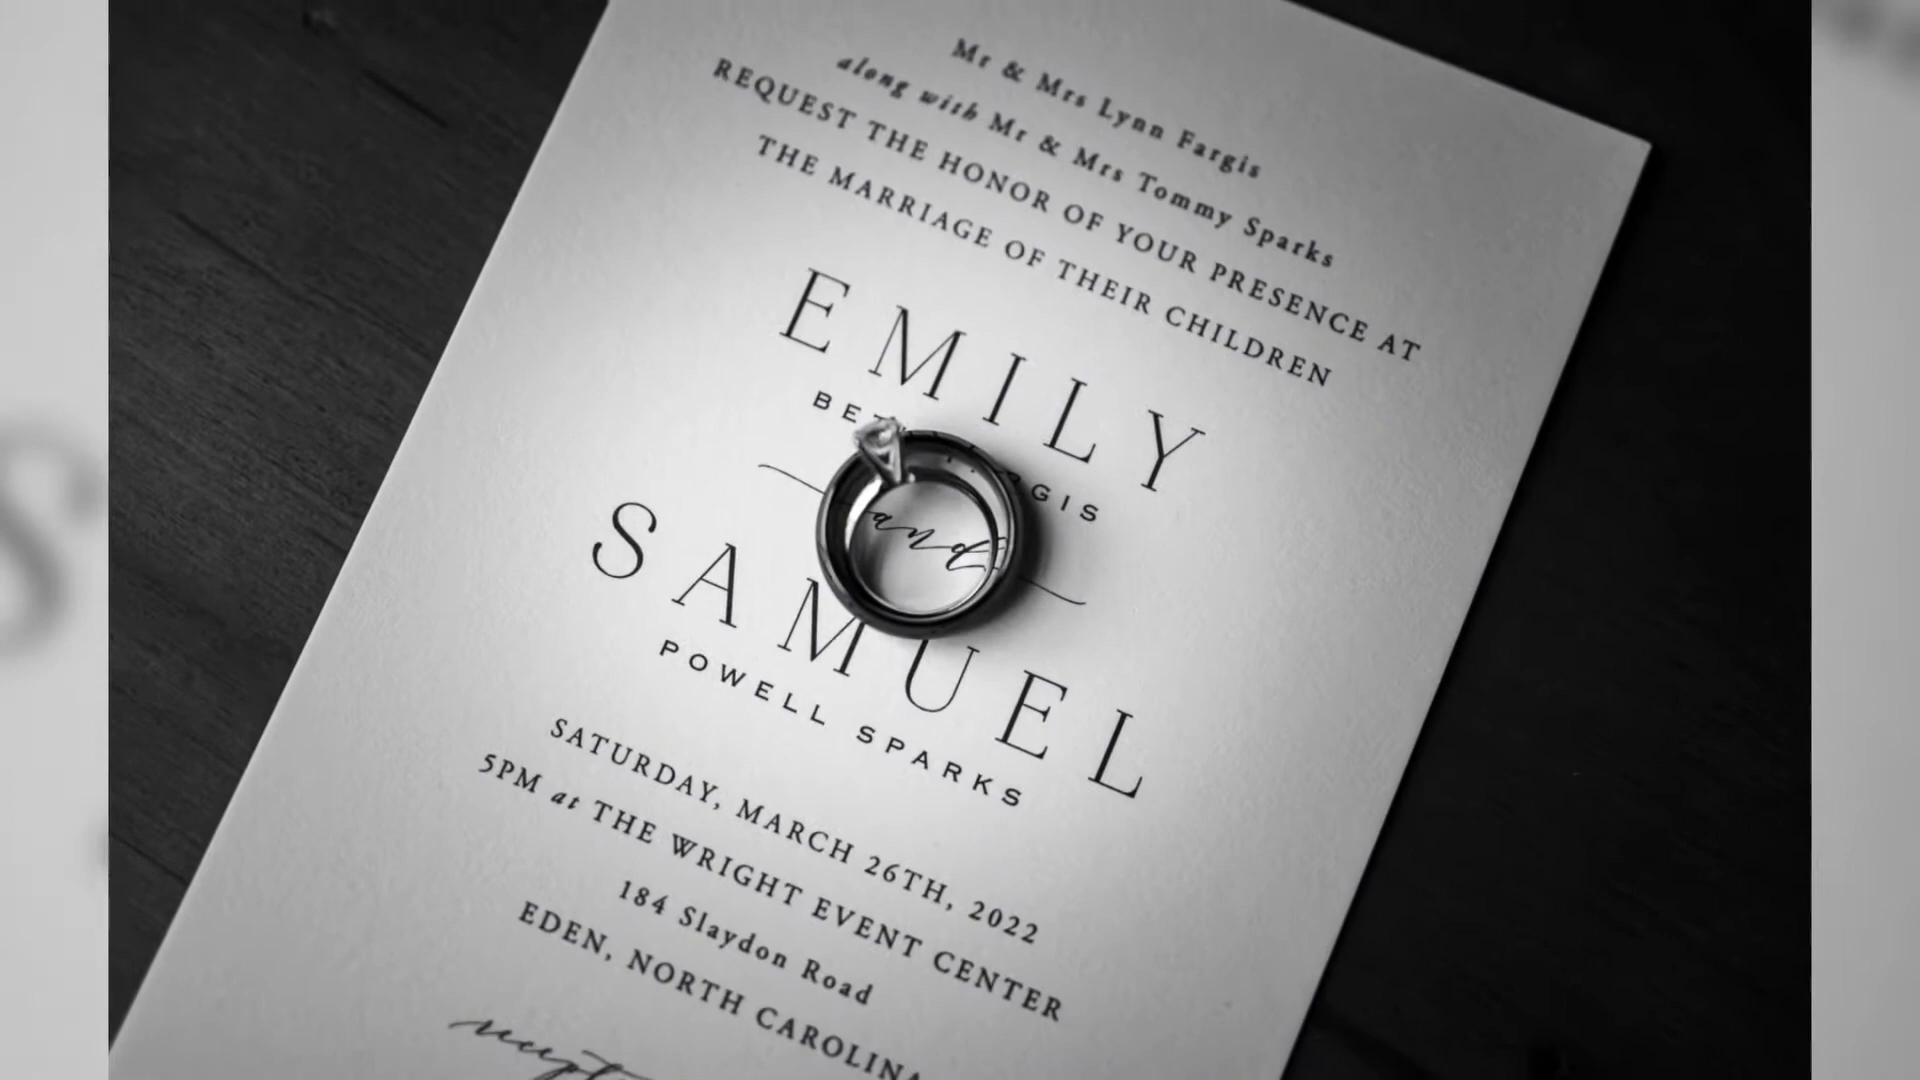 Mr & Mrs Lynn Fargis
along with Mr & Mrs Tommy Sparks
REQUEST THE HONOR OF YOUR PRESENCE AT
THE MARRIAGE OF THEIR CHILDREN
EMILY
and
SAMUEL
POWELL SPARKS
SATURDAY, MARCH 26TH, 2022
5PM at THE WRIGHT EVENT CENTER
184 Slaydon Road
EDEN, NORTH CAROLINA